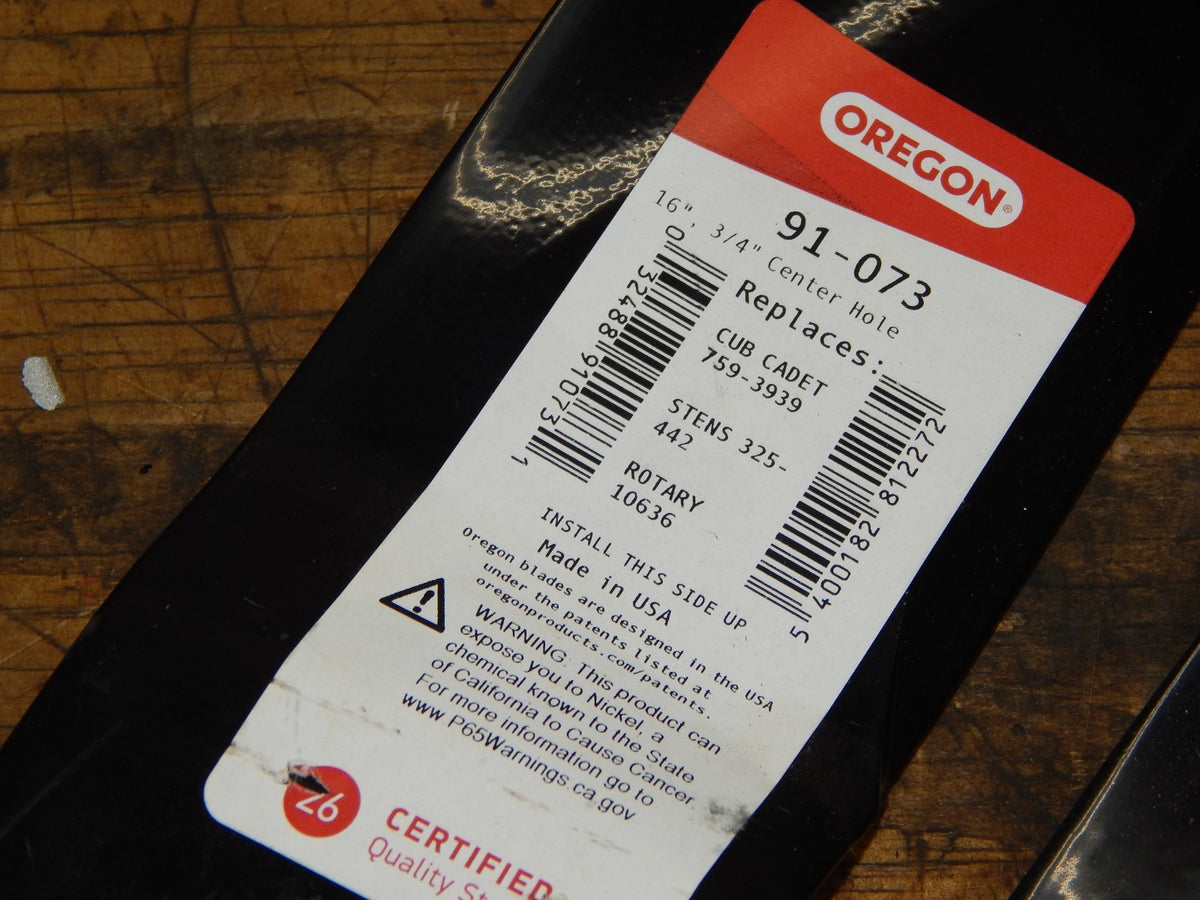 OREGON®
91-073
16", 3/4" Center Hole
Replaces:
CUB CADET
759-3939
STENS 325-
442
ROTARY
10636
0 32488 91073 1
5 400182 812272
INSTALL THIS SIDE UP
Made in USA
Oregon blades are designed in the USA
under the patents listed at
oregonproducts.com/patents.
WARNING: This product can
expose you to Nickel, a
chemical known to the State
of California to Cause Cancer.
For more information go to
www P65Warnings.ca.gov
Z6
CERTIFIED
Quality